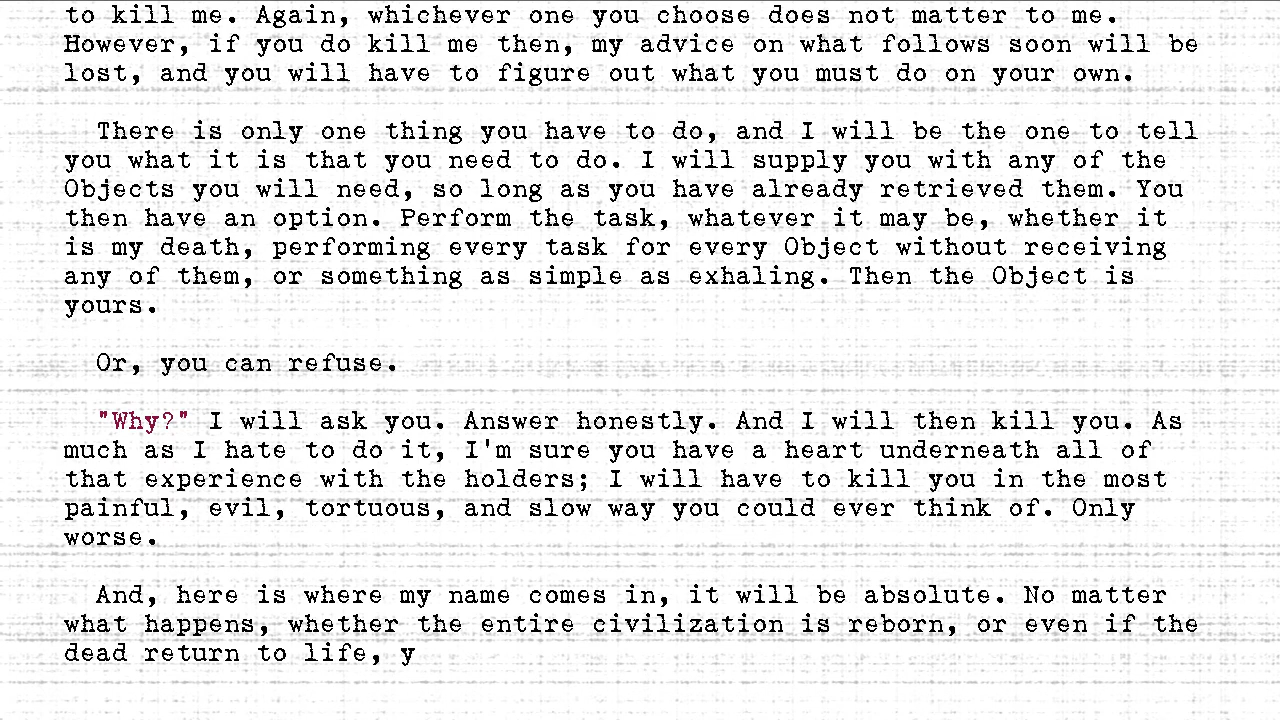 to kill me. Again, whichever one you choose does not matter to me.
However, if you do kill me then, my advice on what follows soon will be
lost, and you will have to figure out what you must do on your own.
There is only one thing you have to do, and I will be the one to tell
you what it is that you need to do. I will supply you with any of the
Objects you will need, so long as you have already retrieved them. You
then have an option. Perform the task, whatever it may be, whether it
is my death, performing every task for every Object without receiving
any of them, or something as simple as exhaling. Then the Object is
yours.
Or, you can refuse.
"Why?" I will ask you. Answer honestly. And I will then kill you. As
much as I hate to do it, I'm sure you have a heart underneath all of
that experience with the holders; I will have to kill you in the most
painful, evil, tortuous, and slow way you could ever think of. Only
worse.
And, here is where my name comes in, it will be absolute. No matter
what happens, whether the entire civilization is reborn, or even if the
dead return to life, y